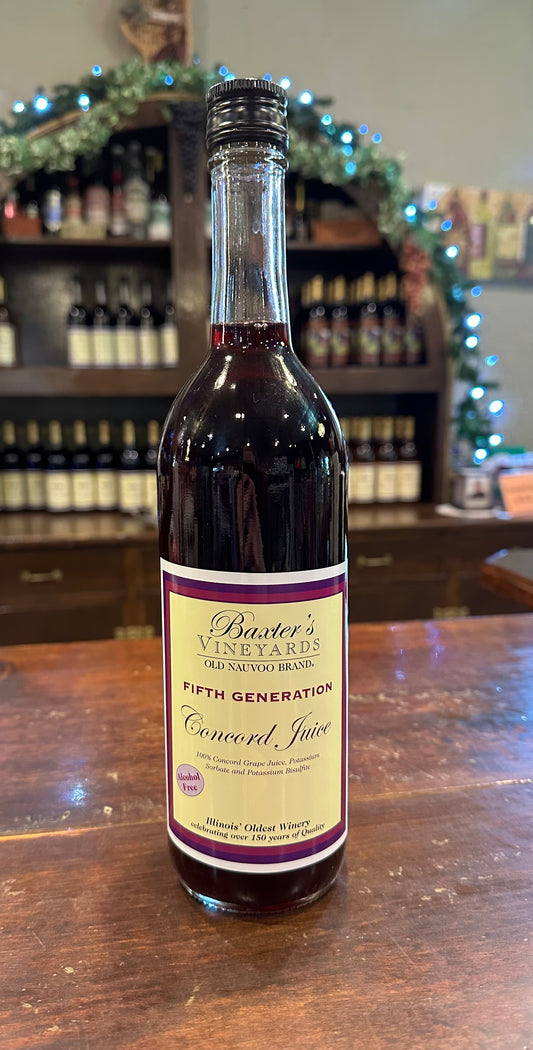 Baxter's
VINEYARDS
OLD NAUVOO BRAND®
FIFTH GENERATION
Concord Juice
100% Concord Grape Juice, Potassium
Sorbate and Potassium Bisulfite
Alcohol
Free
Illinois' Oldest Winery
celebrating over 150 years of Quality